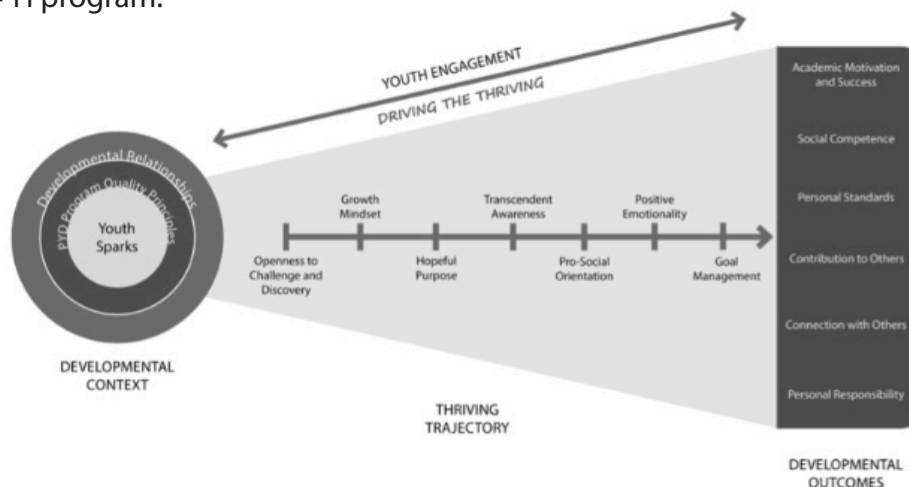 program.
YOUTH ENGAGEMENT
DRIVING THE THRIVING
Developmental Relationships
PYD Program Quality Principles
Youth
Sparks
Growth
Mindset
Transcendent
Awareness
Positive
Emotionality
Openness to
Challenge and
Discovery
Hopeful
Purpose
Pro-Social
Orientation
Goal
Management
DEVELOPMENTAL
CONTEXT
THRIVING
TRAJECTORY
Academic Motivation
and Success
Social Competence
Personal Standards
Contribution to Others
Connection with Others
Personal Responsibility
DEVELOPMENTAL
OUTCOMES